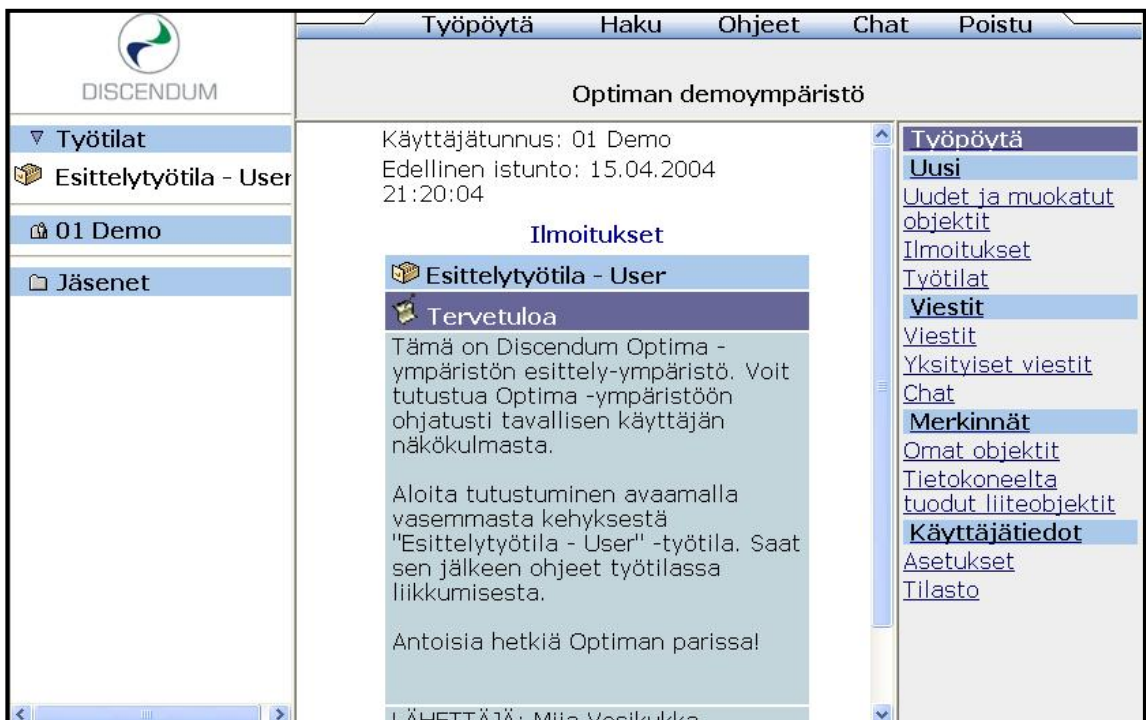 Työpöytä Haku Ohjeet Chat Poistu
DISCENDUM
Optiman demoympäristö
Työtilat
Esittelytyötila - User
01 Demo
Jäsenet
Käyttäjätunnus: 01 Demo
Edellinen istunto: 15.04.2004
21:20:04
Ilmoitukset
Esittelytyötila - User
Tervetuloa
Tämä on Discendum Optima -
ympäristön esittely-ympäristö. Voit
tutustua Optima -ympäristöön
ohjatusti tavallisen käyttäjän
näkökulmasta.
Aloita tutustuminen avaamalla
vasemmasta kehyksestä
"Esittelytyötila - User" -työtila. Saat
sen jälkeen ohjeet työtilassa
liikkumisesta.
Antoisia hetkiä Optiman parissa!
LÄHETTÄJÄ: Mija Vesikukka
Työpöytä
Uusi
Uudet ja muokatut
objektit
Ilmoitukset
Työtilat
Viestit
Viestit
Yksityiset viestit
Chat
Merkinnät
Omat objektit
Tietokoneelta
tuodut liiteobjektit
Käyttäjätiedot
Asetukset
Tilasto